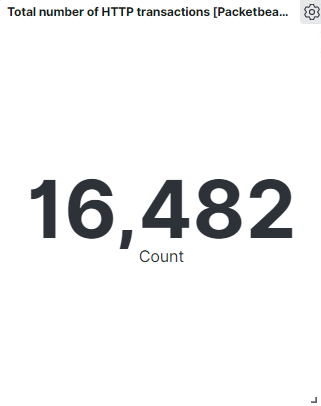 Total number of HTTP transactions [Packetbea...
16,482
Count